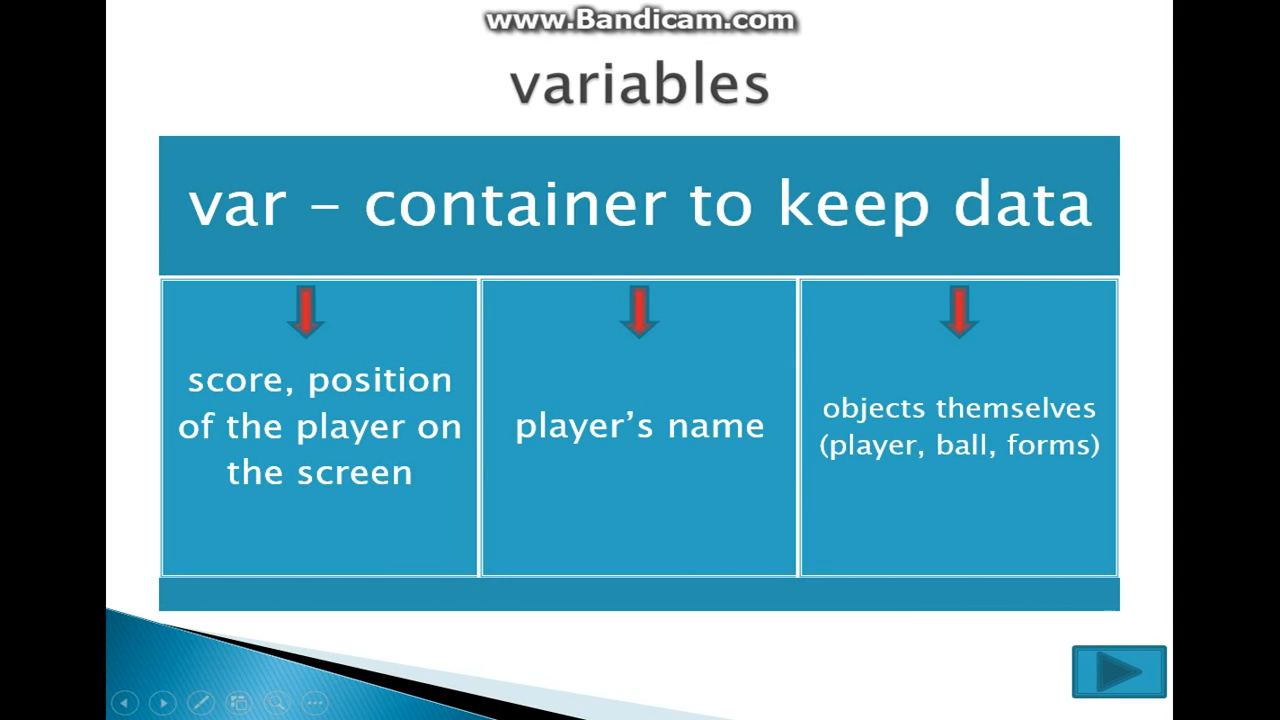 www.Bandicam.com
variables
var – container to keep data
score, position
of the player on
the screen
player’s name
objects themselves
(player, ball, forms)